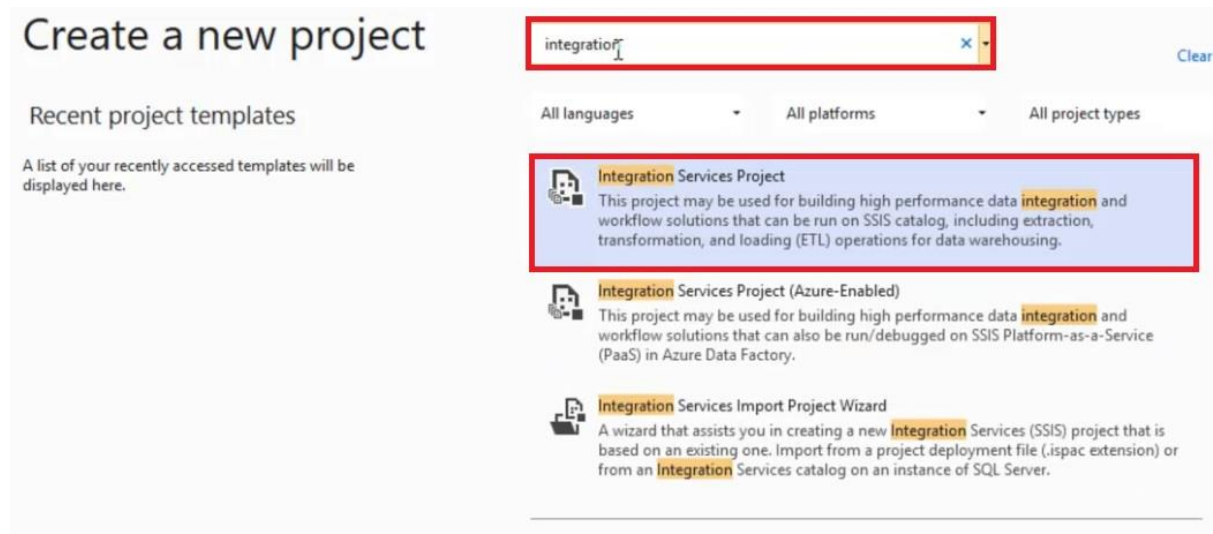 Create a new project
integration
Clear
Recent project templates
All languages
All platforms
All project types
A list of your recently accessed templates will be
displayed here.
Integration Services Project
This project may be used for building high performance data integration and
workflow solutions that can be run on SSIS catalog, including extraction,
transformation, and loading (ETL) operations for data warehousing.
Integration Services Project (Azure-Enabled)
This project may be used for building high performance data integration and
workflow solutions that can also be run/debugged on SSIS Platform-as-a-Service
(PaaS) in Azure Data Factory.
Integration Services Import Project Wizard
A wizard that assists you in creating a new Integration Services (SSIS) project that is
based on an existing one. Import from a project deployment file (.ispac extension) or
from an Integration Services catalog on an instance of SQL Server.